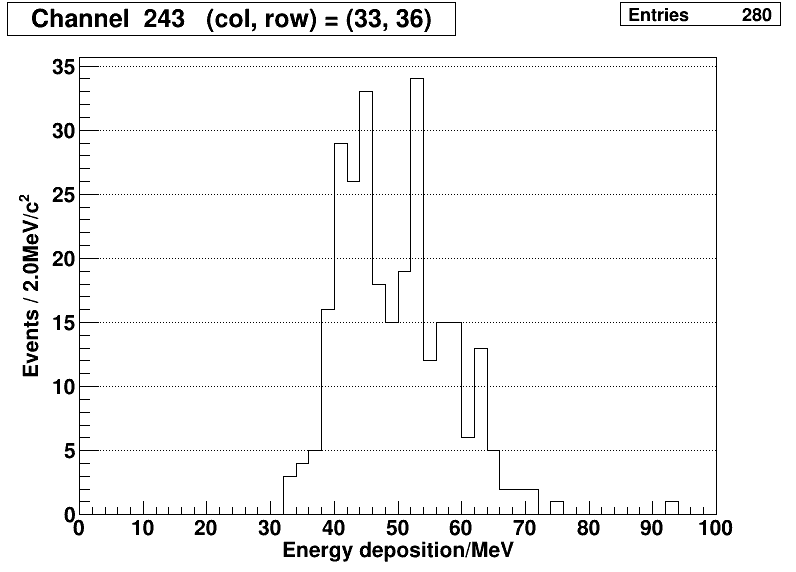 Channel 243 (col, row) = (33, 36)
Entries 280
35
30
25
20
15
10
5
0
Events / 2.0MeV/c²
0 10 20 30 40 50 60 70 80 90 100
Energy deposition/MeV